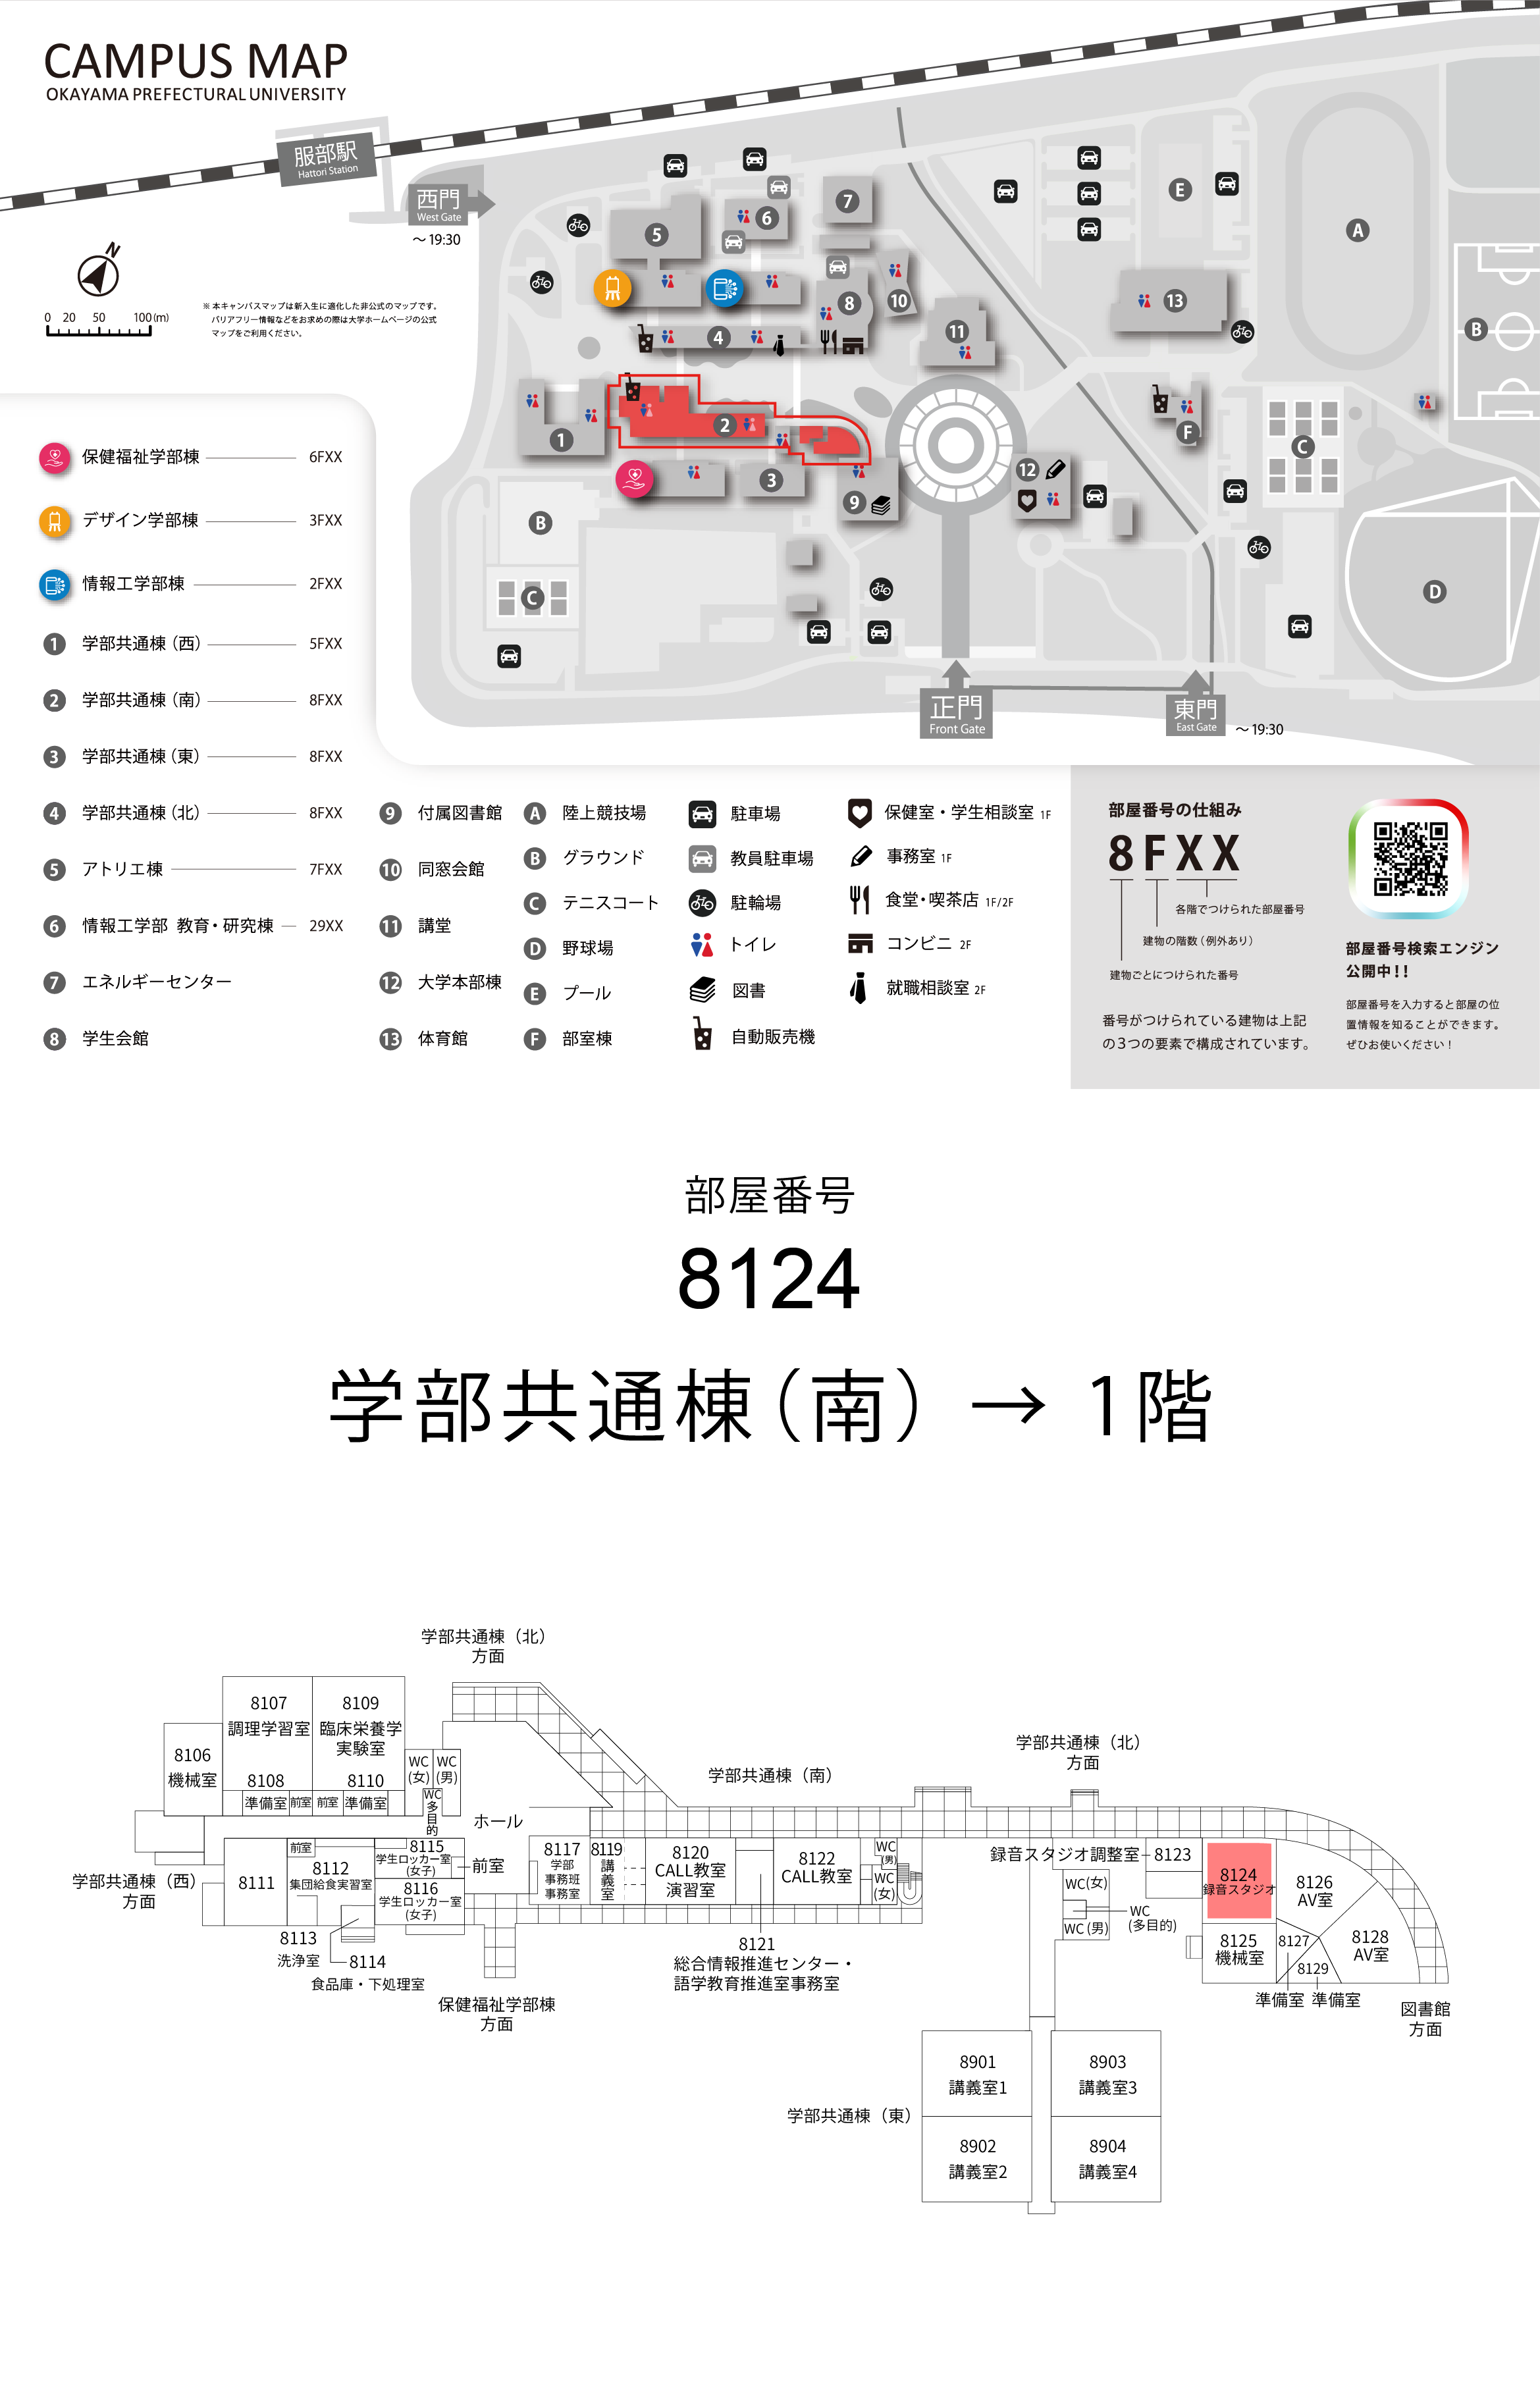 CAMPUS MAP
OKAYAMA PREFECTURAL UNIVERSITY
服部駅
Hattori Station
西門
West Gate
～19:30
N
0 20 50 100(m)
※ 本キャンパスマップは新入生に適化した非公式のマップです。
バリアフリー情報などをお求めの際は大学ホームページの公式
マップをご利用ください。
5
6
7
E
A
8
10
11
13
B
4
1
2
3
9
12
F
C
B
C
D
正門
Front Gate
東門
East Gate
～19:30
保健福祉学部棟 6FXX
デザイン学部棟 3FXX
情報工学部棟 2FXX
1 学部共通棟（西） 5FXX
2 学部共通棟（南） 8FXX
3 学部共通棟（東） 8FXX
4 学部共通棟（北） 8FXX
5 アトリエ棟 7FXX
6 情報工学部 教育・研究棟 29XX
7 エネルギーセンター
8 学生会館
9 付属図書館
10 同窓会館
11 講堂
12 大学本部棟
13 体育館
A 陸上競技場
B グラウンド
C テニスコート
D 野球場
E プール
F 部室棟
駐車場
教員駐車場
駐輪場
トイレ
図書
自動販売機
保健室・学生相談室 1F
事務室 1F
食堂・喫茶店 1F/2F
コンビニ 2F
就職相談室 2F
部屋番号の仕組み
8FXX
各階でつけられた部屋番号
建物の階数（例外あり）
建物ごとにつけられた番号
番号がつけられている建物は上記
の3つの要素で構成されています。
部屋番号検索エンジン
公開中！！
部屋番号を入力すると部屋の位
置情報を知ることができます。
ぜひお使いください！
部屋番号
8124
学部共通棟（南） → 1階
学部共通棟（北）
方面
8107
調理学習室
8109
臨床栄養学
実験室
8106
機械室
8108
準備室
前室
前室
8110
準備室
WC
(女)
WC
(男)
WC
多
目
的
ホール
学部共通棟（南）
学部共通棟（北）
方面
学部共通棟（西）
方面
8111
前室
8112
集団給食実習室
8115
学生ロッカー室
(女子)
前室
8116
学生ロッカー室
(女子)
8113
洗浄室
8114
食品庫・下処理室
保健福祉学部棟
方面
8117
学部
事務班
事務室
8119
講
義
室
8120
CALL教室
演習室
8121
総合情報推進センター・
語学教育推進室事務室
8122
CALL教室
WC
(男)
WC
(女)
録音スタジオ調整室
8123
WC(女)
WC
(多目的)
WC (男)
8124
録音スタジオ
8125
機械室
8126
AV室
8127
準備室
8128
AV室
8129
準備室
図書館
方面
学部共通棟（東）
8901
講義室1
8903
講義室3
8902
講義室2
8904
講義室4